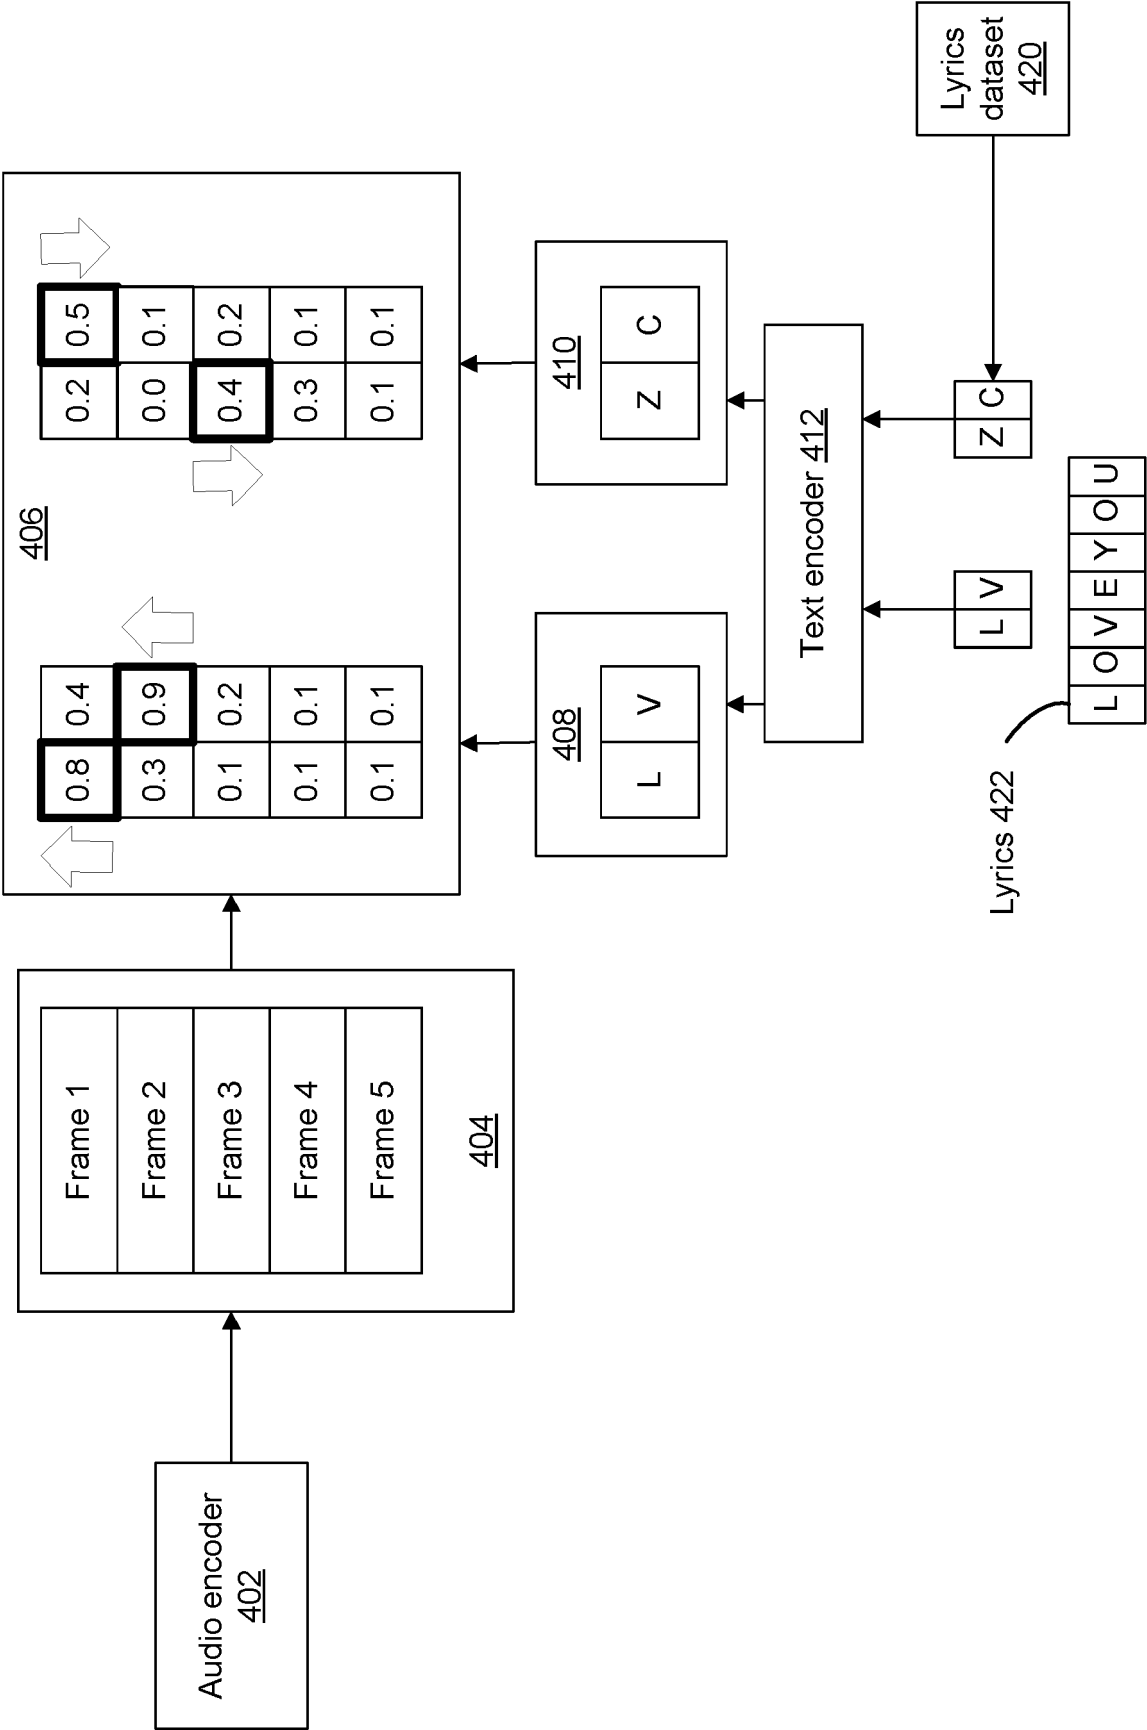 Audio encoder
402
Frame 1
Frame 2
Frame 3
Frame 4
Frame 5
404
406
0.8 0.4
0.3 0.9
0.1 0.2
0.1 0.1
0.1 0.1
0.2 0.5
0.0 0.1
0.4 0.2
0.3 0.1
0.1 0.1
408
L V
410
Z C
Text encoder 412
L V
Z C
Lyrics
dataset
420
Lyrics 422
L O V E Y O U